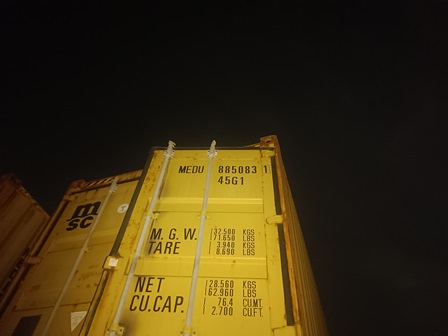 MEDU 885083 1
45G1
msc
M.G.W. 32.500 KGS
71.650 LBS
TARE 3.940 KGS
8.690 LBS
NET 28.560 KGS
62.960 LBS
CU.CAP. 76.4 CU.MT.
2.700 CU.FT.